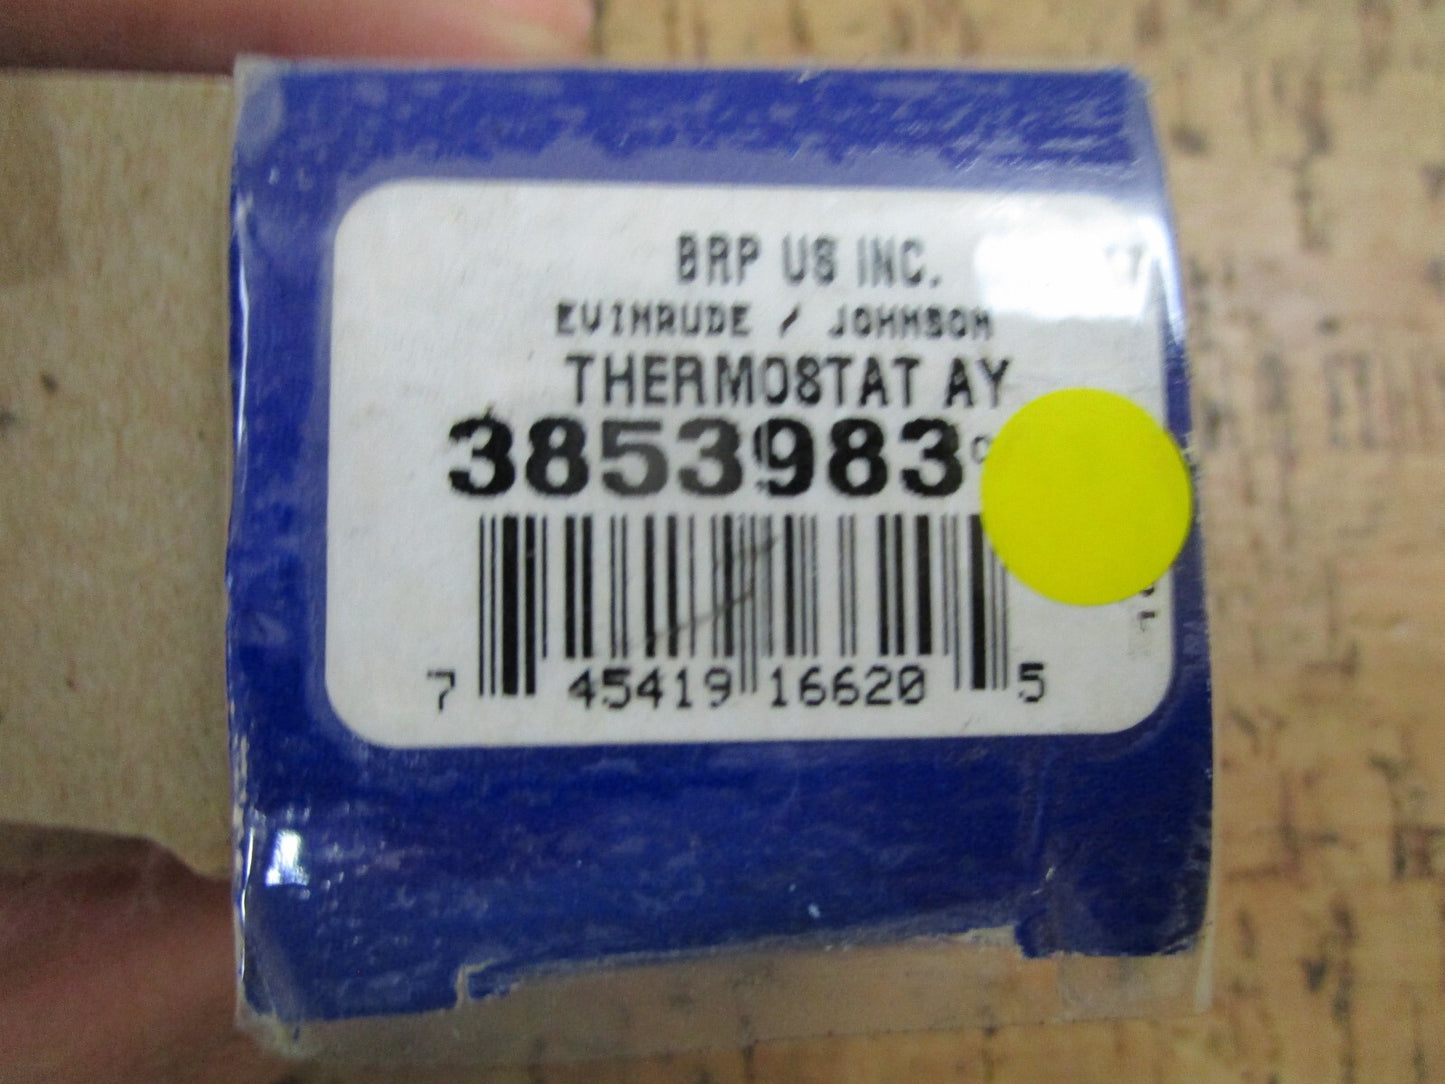 BRP US INC.
EVINRUDE / JOHNSON
THERMOSTAT AY
3853983
7 45419 16620 5